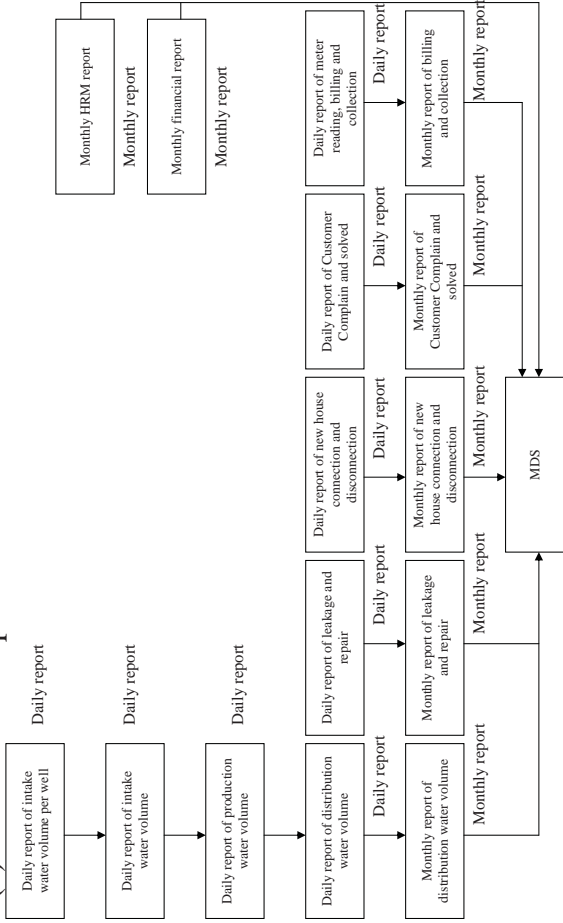 Daily report of intake
water volume per well
Daily report
Daily report of intake
water volume
Daily report
Daily report of production
water volume
Daily report
Daily report of distribution
water volume
Daily report
Monthly report of
distribution water volume
Monthly report
Daily report of leakage and
repair
Daily report
Monthly report of leakage
and repair
Monthly report
Daily report of new house
connection and
disconnection
Daily report
Monthly report of new
house connection and
disconnection
Monthly report
Daily report of Customer
Complain and solved
Daily report
Monthly report of
Customer Complain and
solved
Monthly report
Daily report of meter
reading, billing and
collection
Daily report
Monthly report of billing
and collection
Monthly report
Monthly HRM report
Monthly report
Monthly financial report
Monthly report
MDS